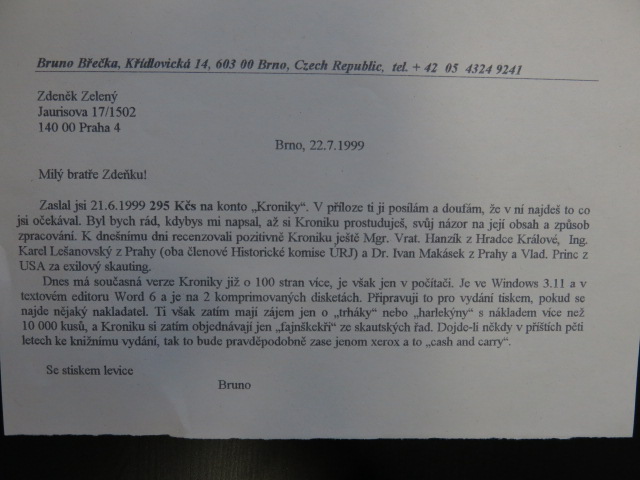 Bruno Břečka, Křídlovická 14, 603 00 Brno, Czech Republic, tel. + 42 05 4324 9241
Zdeněk Zelený
Jaurisova 17/1502
140 00 Praha 4
Brno, 22.7.1999
Milý bratře Zdeňku!
Zaslal jsi 21.6.1999 295 Kčs na konto „Kroniky“. V příloze ti ji posílám a doufám, že v ní najdeš to co
jsi očekával. Byl bych rád, kdybys mi napsal, až si Kroniku prostuduješ, svůj názor na její obsah a způsob
zpracování. K dnešnímu dni recenzovali pozitivně Kroniku ještě Mgr. Vrat. Hanzík z Hradce Králové, Ing.
Karel Lešanovský z Prahy (oba členové Historické komise ÚRJ) a Dr. Ivan Makásek z Prahy a Vlad. Princ z
USA za exilový skauting.
Dnes má současná verze Kroniky již o 100 stran více, je však jen v počítači. Je ve Windows 3.11 a v
textovém editoru Word 6 a je na 2 komprimovaných disketách. Připravuji to pro vydání tiskem, pokud se
najde nějaký nakladatel. Ti však zatím mají zájem jen o „trháky“ nebo „harlekýny“ s nákladem více než
10 000 kusů, a Kroniku si zatím objednávají jen „fajnškekři“ ze skautských řad. Dojde-li někdy v příštích pěti
letech ke knižnímu vydání, tak to bude pravděpodobně zase jenom xerox a to „cash and carry“.
Se stiskem levice
Bruno